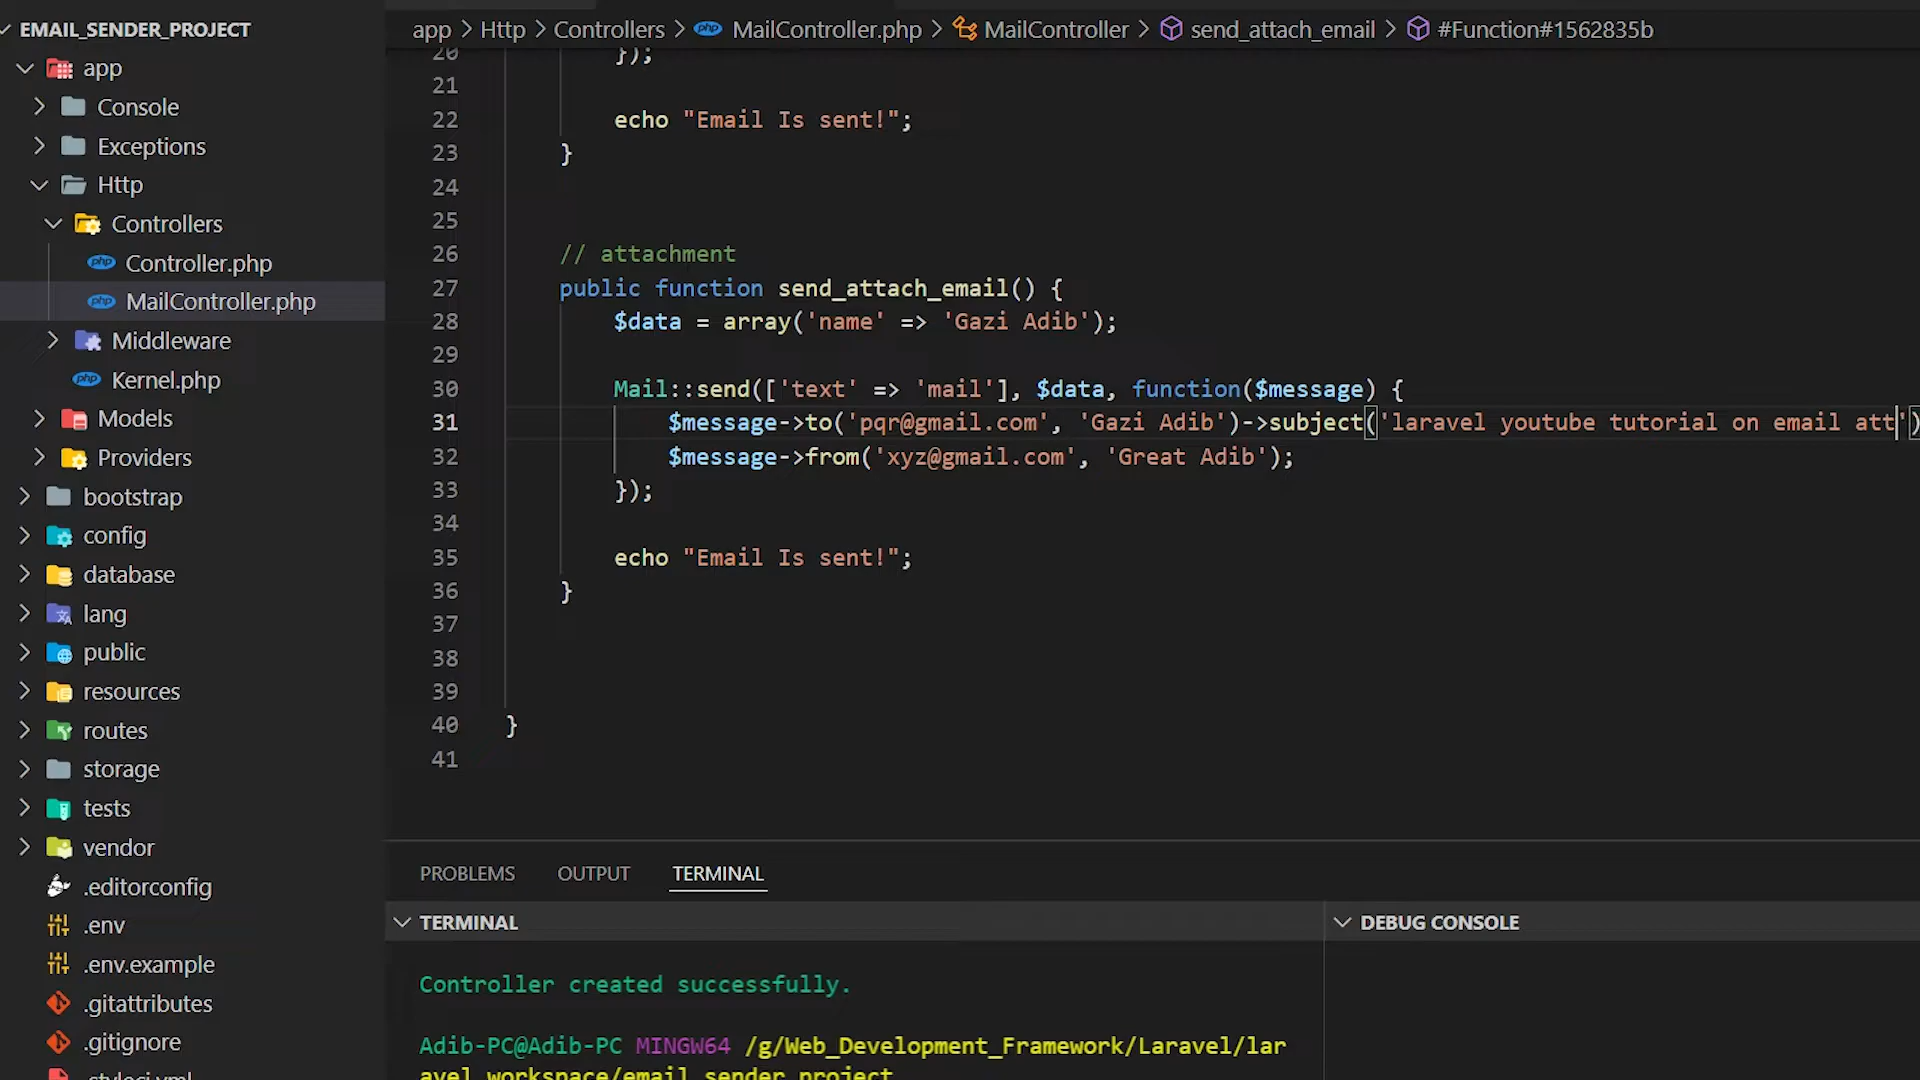 EMAIL_SENDER_PROJECT
app
Console
Exceptions
Http
Controllers
Controller.php
MailController.php
Middleware
Kernel.php
Models
Providers
bootstrap
config
database
lang
public
resources
routes
storage
tests
vendor
.editorconfig
.env
.env.example
.gitattributes
.gitignore
.styleci.yml
app > Http > Controllers > php MailController.php > MailController > send_attach_email > #Function#1562835b
20 });
21
22 echo "Email Is sent!";
23 }
24
25
26 // attachment
27 public function send_attach_email() {
28 $data = array('name' => 'Gazi Adib');
29
30 Mail::send(['text' => 'mail'], $data, function($message) {
31 $message->to('pqr@gmail.com', 'Gazi Adib')->subject('laravel youtube tutorial on email att')
32 $message->from('xyz@gmail.com', 'Great Adib');
33 });
34
35 echo "Email Is sent!";
36 }
37
38
39
40 }
41
PROBLEMS OUTPUT TERMINAL
TERMINAL
Controller created successfully.
Adib-PC@Adib-PC MINGW64 /g/Web_Development_Framework/Laravel/lar
avel_workspace/email_sender_project
DEBUG CONSOLE